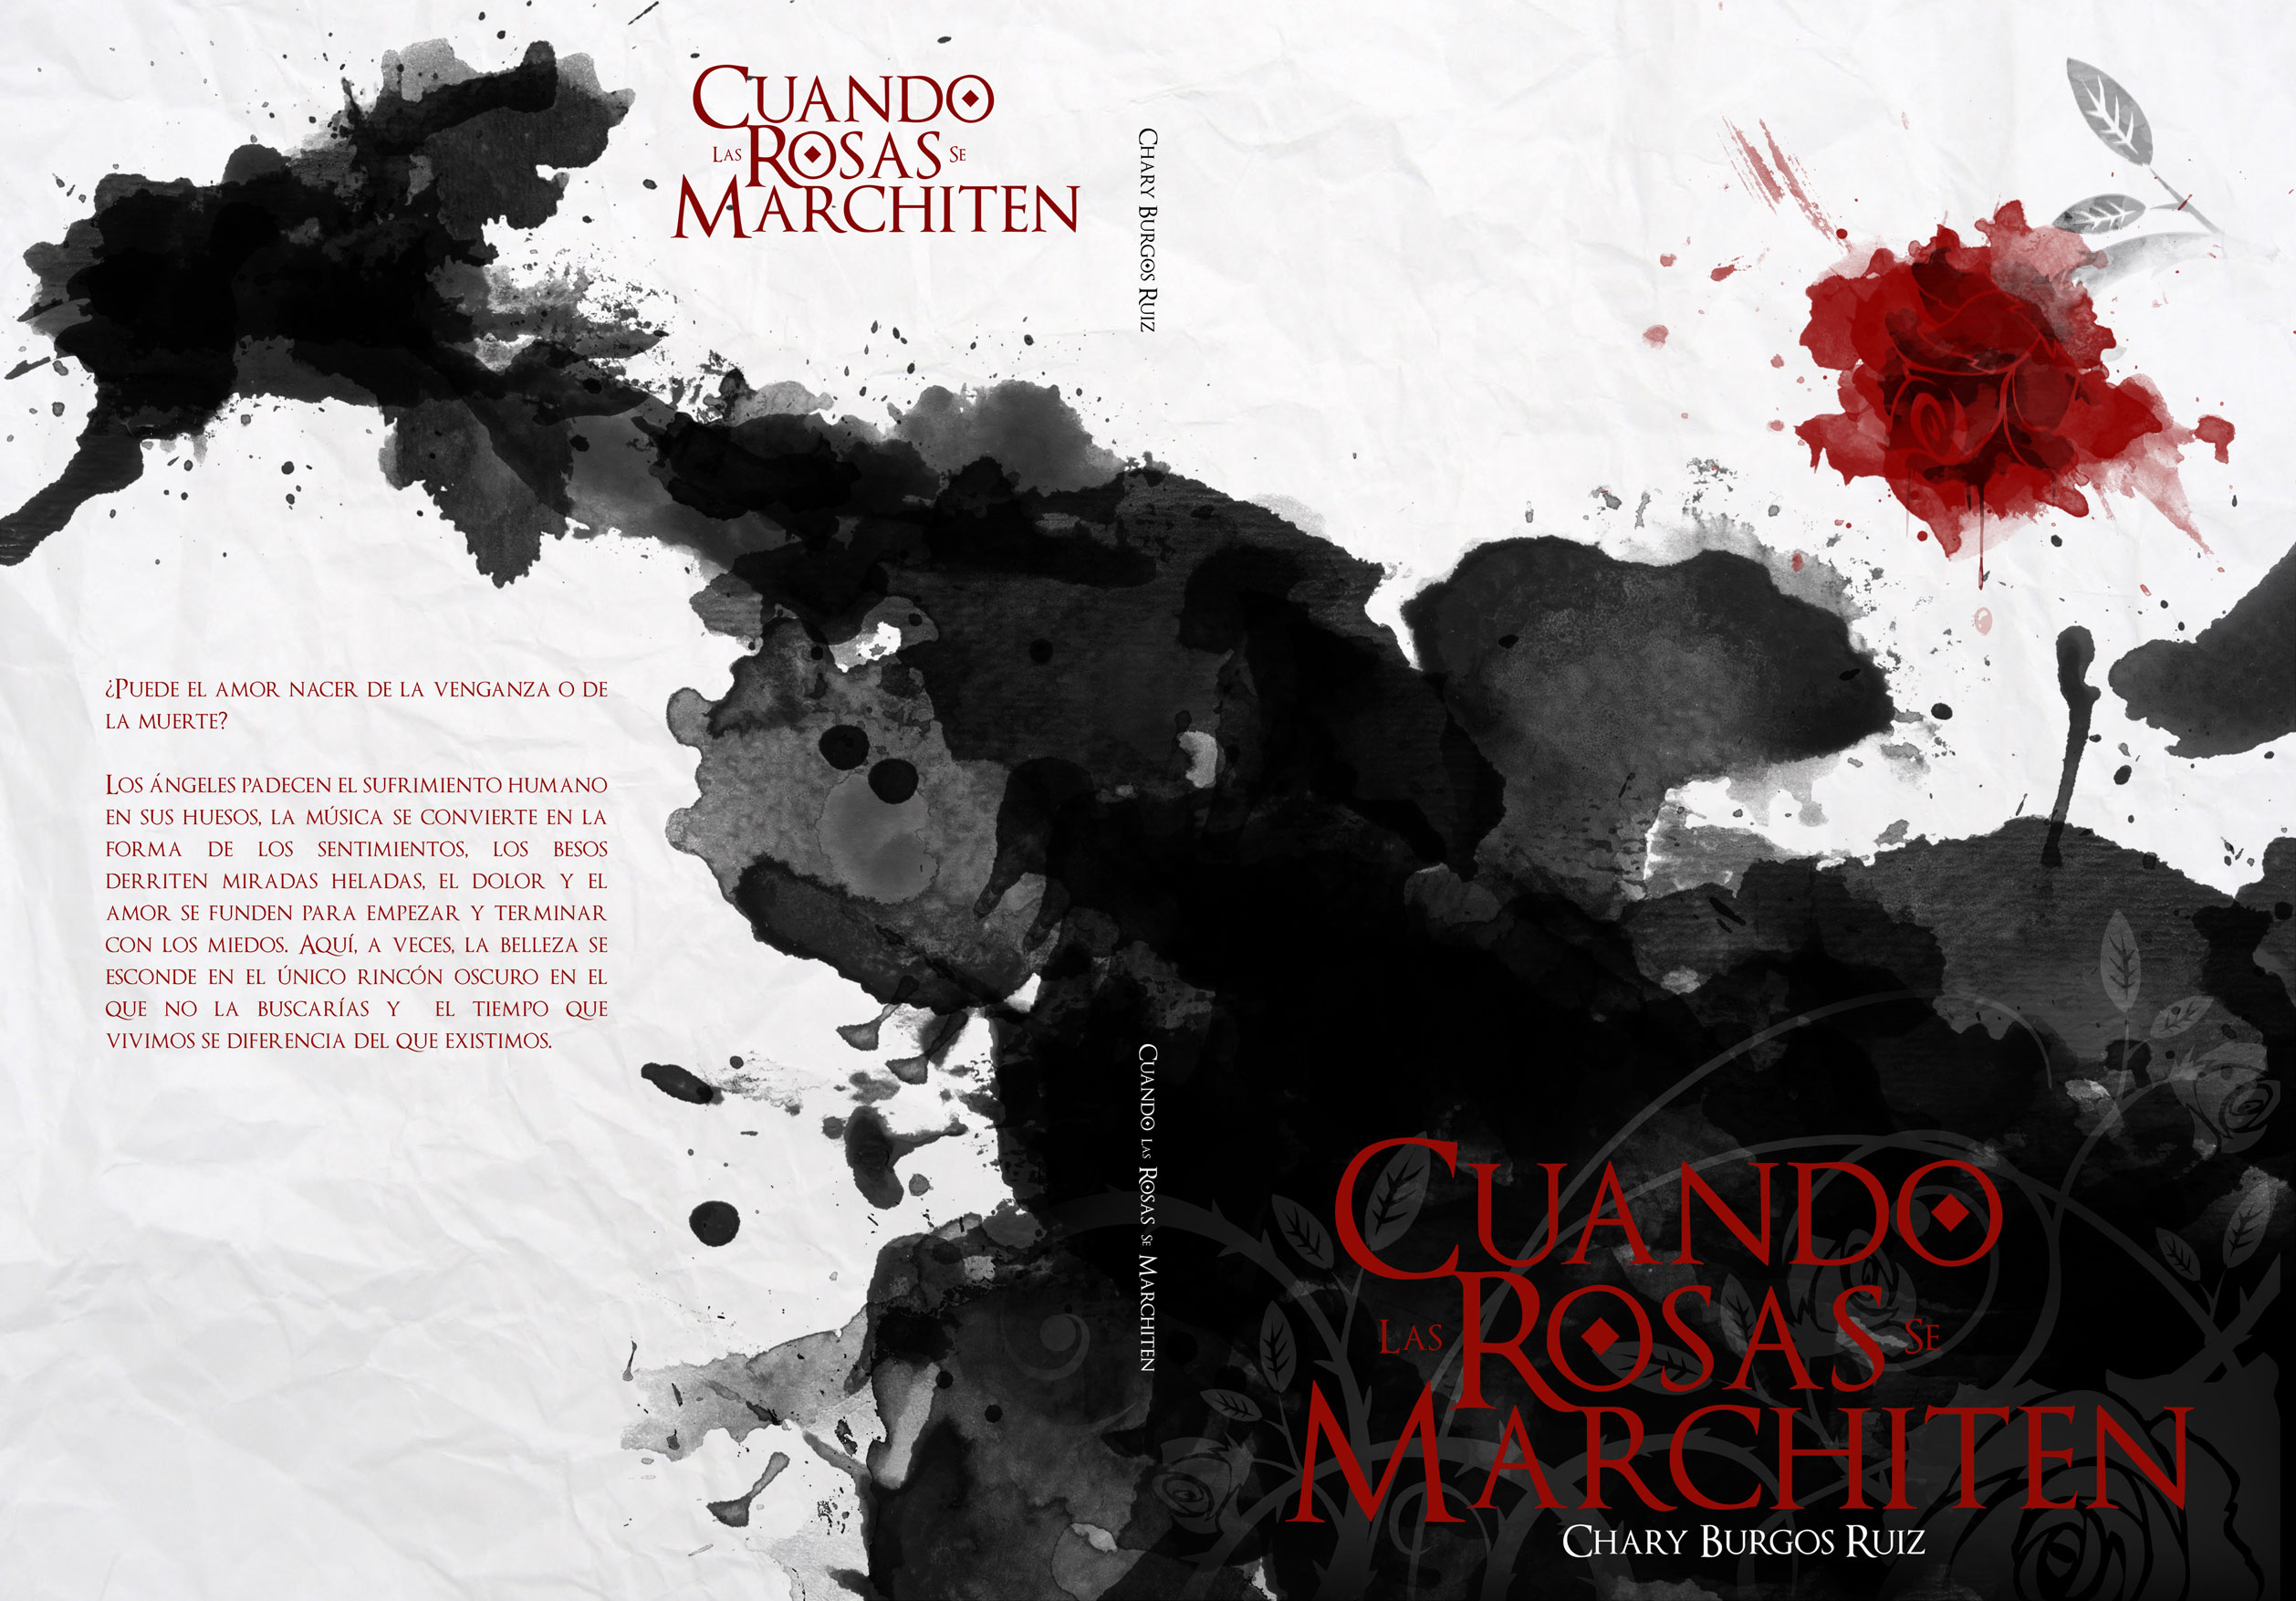 Cuando
Las Rosas Se
Marchiten
¿Puede el amor nacer de la venganza o de
la muerte?
Los ángeles padecen el sufrimiento humano
en sus huesos, la música se convierte en la
forma de los sentimientos, los besos
derriten miradas heladas, el dolor y el
amor se funden para empezar y terminar
con los miedos. Aquí, a veces, la belleza se
esconde en el único rincón oscuro en el
que no la buscarías y el tiempo que
vivimos se diferencia del que existimos.
Chary Burgos Ruiz
Cuando las Rosas se Marchiten
Cuando
Las Rosas Se
Marchiten
Chary Burgos Ruiz